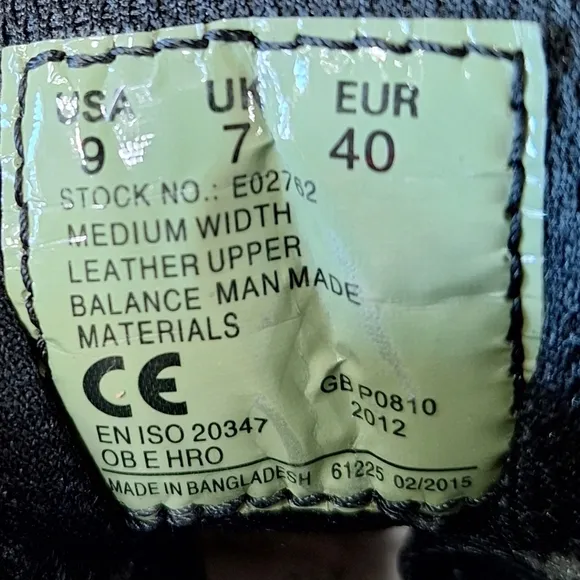 USA UK EUR
9 7 40
STOCK NO.: E02762
MEDIUM WIDTH
LEATHER UPPER
BALANCE MAN MADE
MATERIALS
CE
GB P0810
2012
EN ISO 20347
OB E HRO
MADE IN BANGLADESH 61225 02/2015